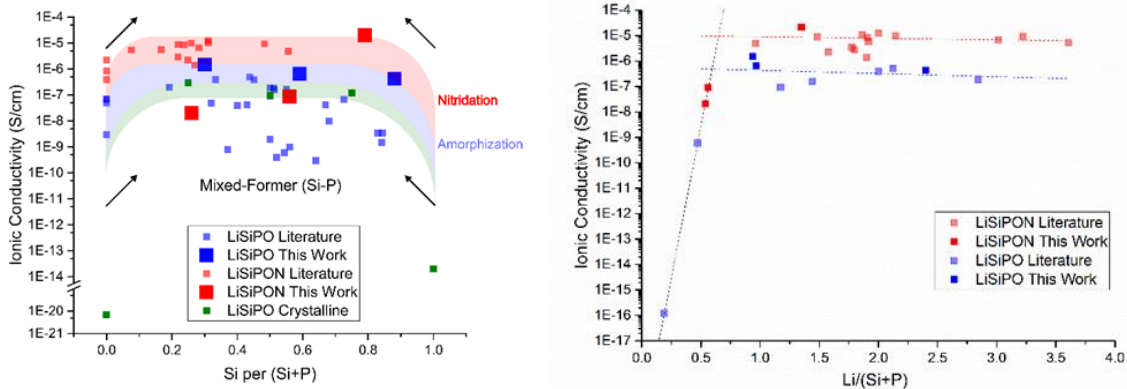 1E-4
1E-5
1E-6
1E-7
1E-8
1E-9
1E-10
1E-11
1E-12
1E-13
1E-14
1E-20
1E-21
Ionic Conductivity (S/cm)
Nitridation
Amorphization
Mixed-Former (Si-P)
LiSiPO Literature
LiSiPO This Work
LiSiPON Literature
LiSiPON This Work
LiSiPO Crystalline
0.0 0.2 0.4 0.6 0.8 1.0
Si per (Si+P)
1E-4
1E-5
1E-6
1E-7
1E-8
1E-9
1E-10
1E-11
1E-12
1E-13
1E-14
1E-15
1E-16
1E-17
Ionic Conductivity (S/cm)
LiSiPON Literature
LiSiPON This Work
LiSiPO Literature
LiSiPO This Work
0.0 0.5 1.0 1.5 2.0 2.5 3.0 3.5 4.0
Li/(Si+P)